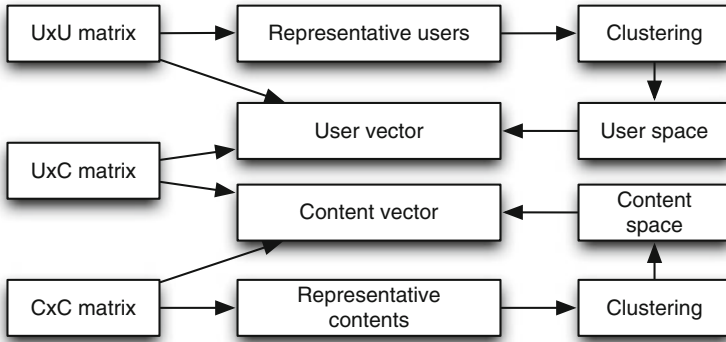 UxU matrix
Representative users
Clustering
User vector
User space
UxC matrix
Content vector
Content
space
CxC matrix
Representative
contents
Clustering